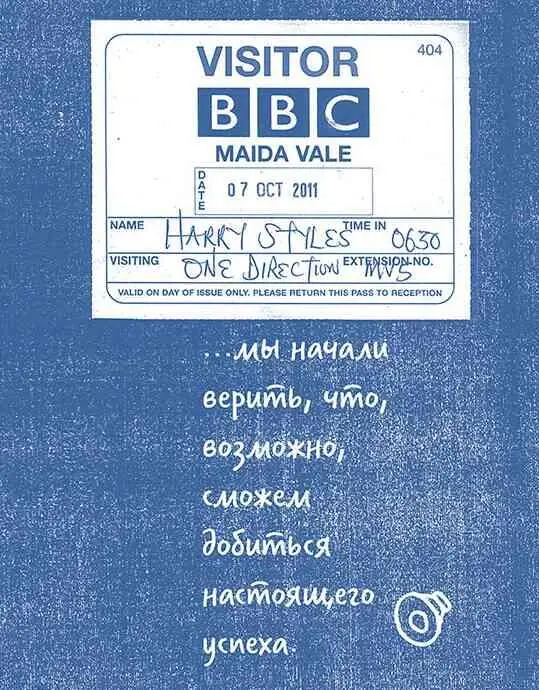 VISITOR 404
BBC
MAIDA VALE
DATE 07 OCT 2011
NAME HARRY STYLES TIME IN 0630
VISITING ONE DIRECTION EXTENSION NO. MV5
VALID ON DAY OF ISSUE ONLY. PLEASE RETURN THIS PASS TO RECEPTION
...мы начали
верить, что,
возможно,
сможем
добиться
настоящего
успеха.